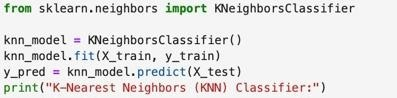 from sklearn.neighbors import KNeighborsClassifier
knn_model = KNeighborsClassifier()
knn_model.fit(X_train, y_train)
y_pred = knn_model.predict(X_test)
print("K-Nearest Neighbors (KNN) Classifier:")